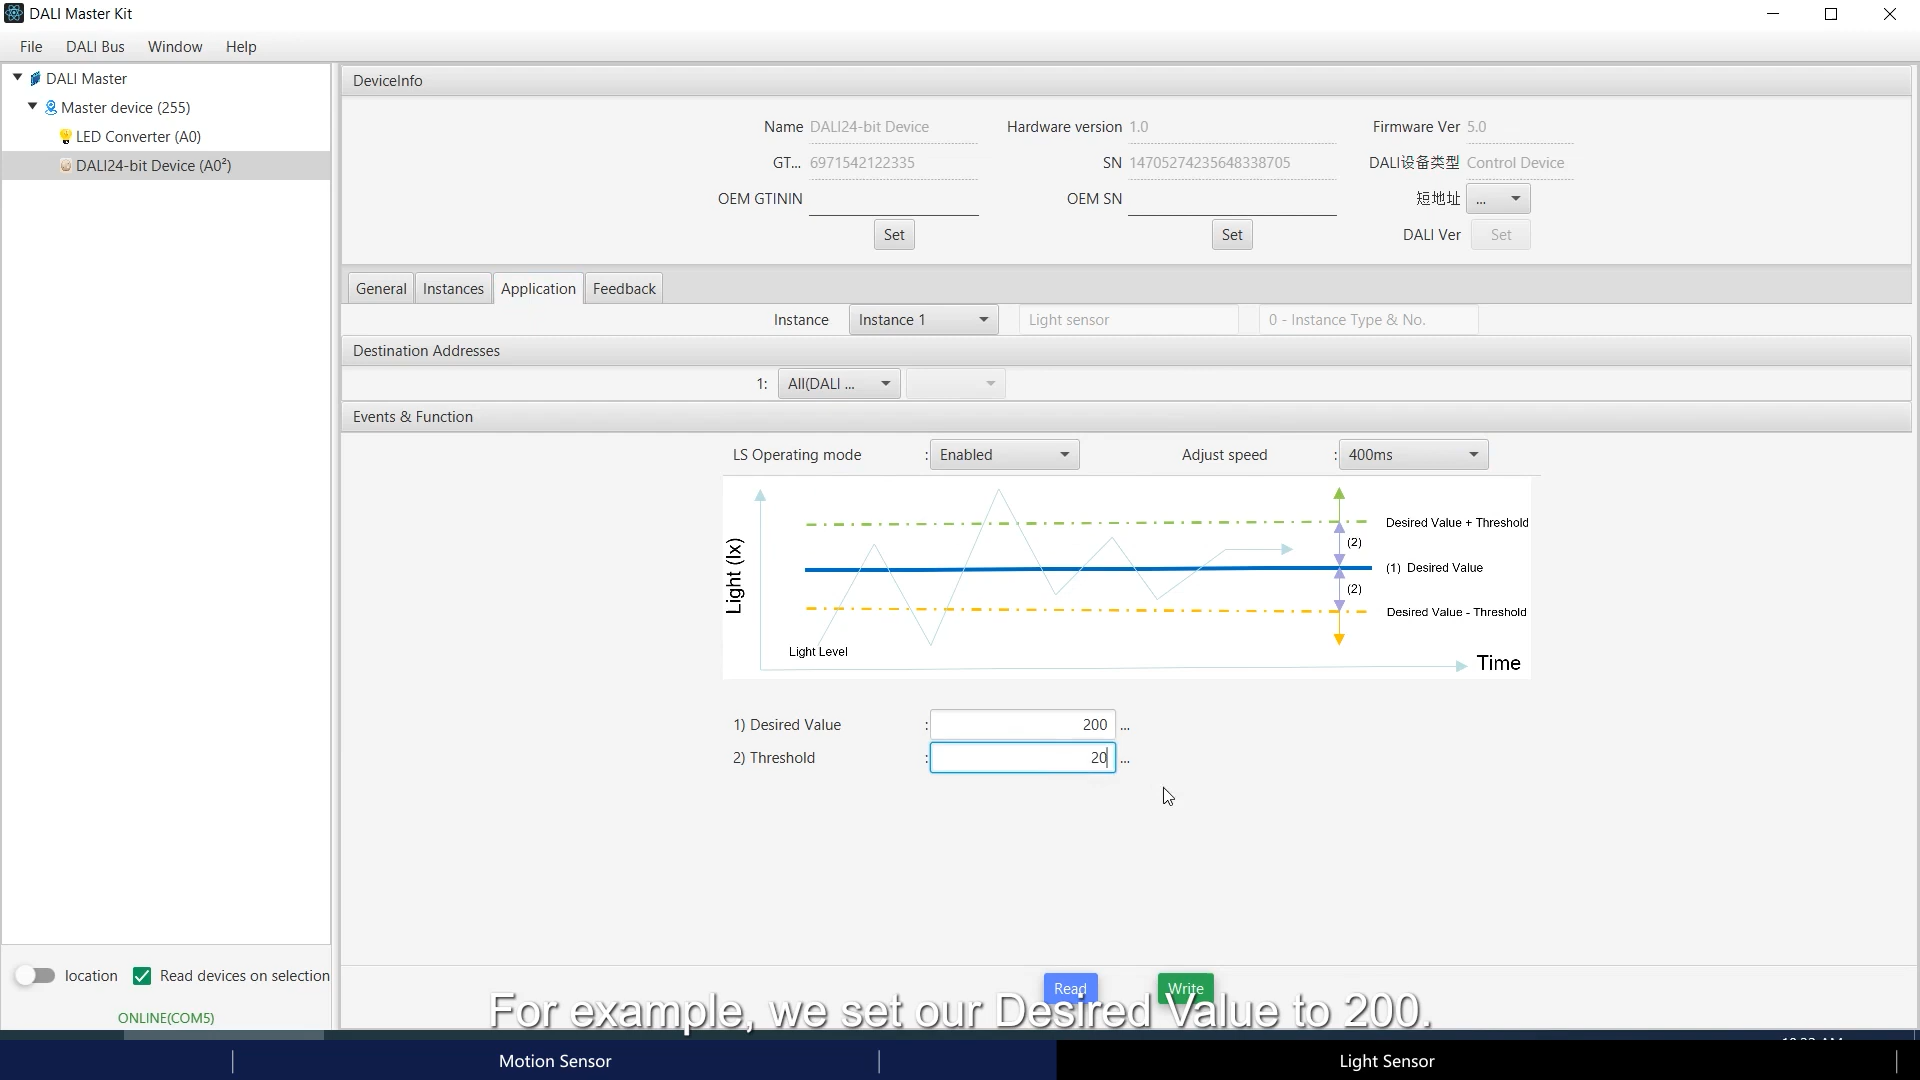 DALI Master Kit
File DALI Bus Window Help
DALI Master
Master device (255)
LED Converter (A0)
DALI24-bit Device (A0²)
location Read devices on selection
ONLINE(COM5)
DeviceInfo
Name DALI24-bit Device Hardware version 1.0 Firmware Ver 5.0
GT... 6971542122335 SN 14705274235648338705 DALI设备类型 Control Device
OEM GTININ OEM SN 短地址 ...
Set Set DALI Ver Set
General Instances Application Feedback
Instance Instance 1 Light sensor 0 - Instance Type & No.
Destination Addresses
1: All(DALI ...
Events & Function
LS Operating mode : Enabled Adjust speed : 400ms
Desired Value + Threshold
(2)
Light (lx)
(1) Desired Value
(2)
Desired Value - Threshold
Light Level
Time
1) Desired Value : 200 ...
2) Threshold : 20 ...
Read Write
For example, we set our Desired Value to 200.
Motion Sensor Light Sensor